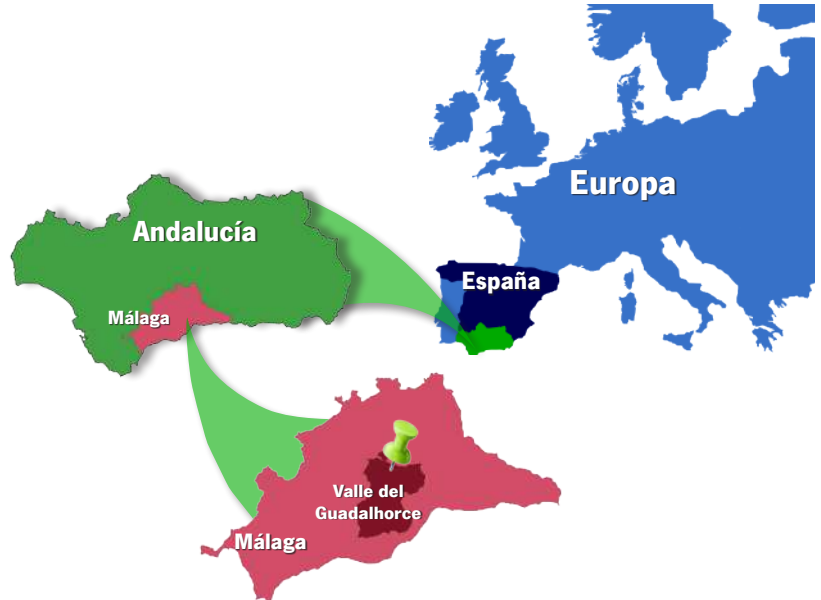 Europa
Andalucía
España
Málaga
Valle del
Guadalhorce
Málaga